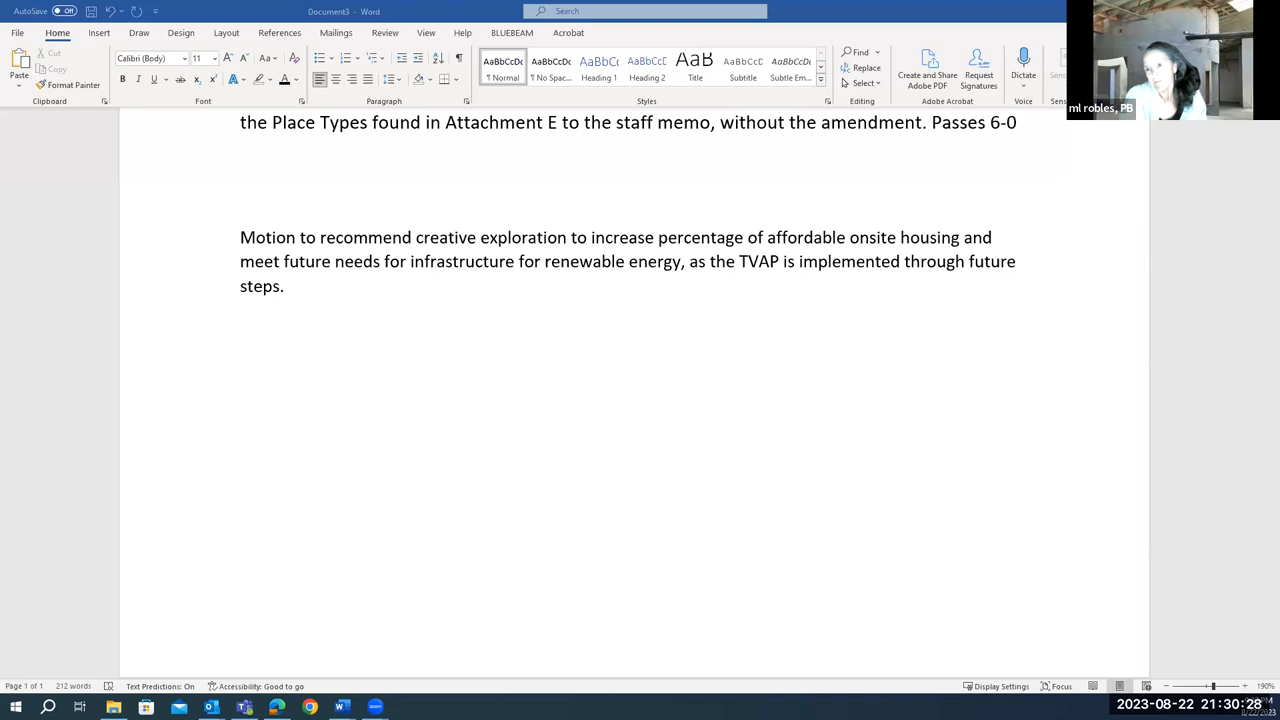 AutoSave Off
Document3 - Word
Search
File Home Insert Draw Design Layout References Mailings Review View Help BLUEBEAM Acrobat
Paste
Cut
Copy
Format Painter
Clipboard
Calibri (Body) 11
Font
Paragraph
AaBbCcDc AaBbCcDc AaBbC( AaBbCcD AaB AaBbCcD AaBbCcDc
¶ Normal ¶ No Spac... Heading 1 Heading 2 Title Subtitle Subtle Em...
Styles
Find
Replace
Select
Editing
Create and Share Adobe PDF
Request Signatures
Adobe Acrobat
Dictate
Voice
ml robles, PB
the Place Types found in Attachment E to the staff memo, without the amendment. Passes 6-0
Motion to recommend creative exploration to increase percentage of affordable onsite housing and
meet future needs for infrastructure for renewable energy, as the TVAP is implemented through future
steps.
Page 1 of 1 212 words Text Predictions: On Accessibility: Good to go
Display Settings Focus 190%
2023-08-22 21:30:28